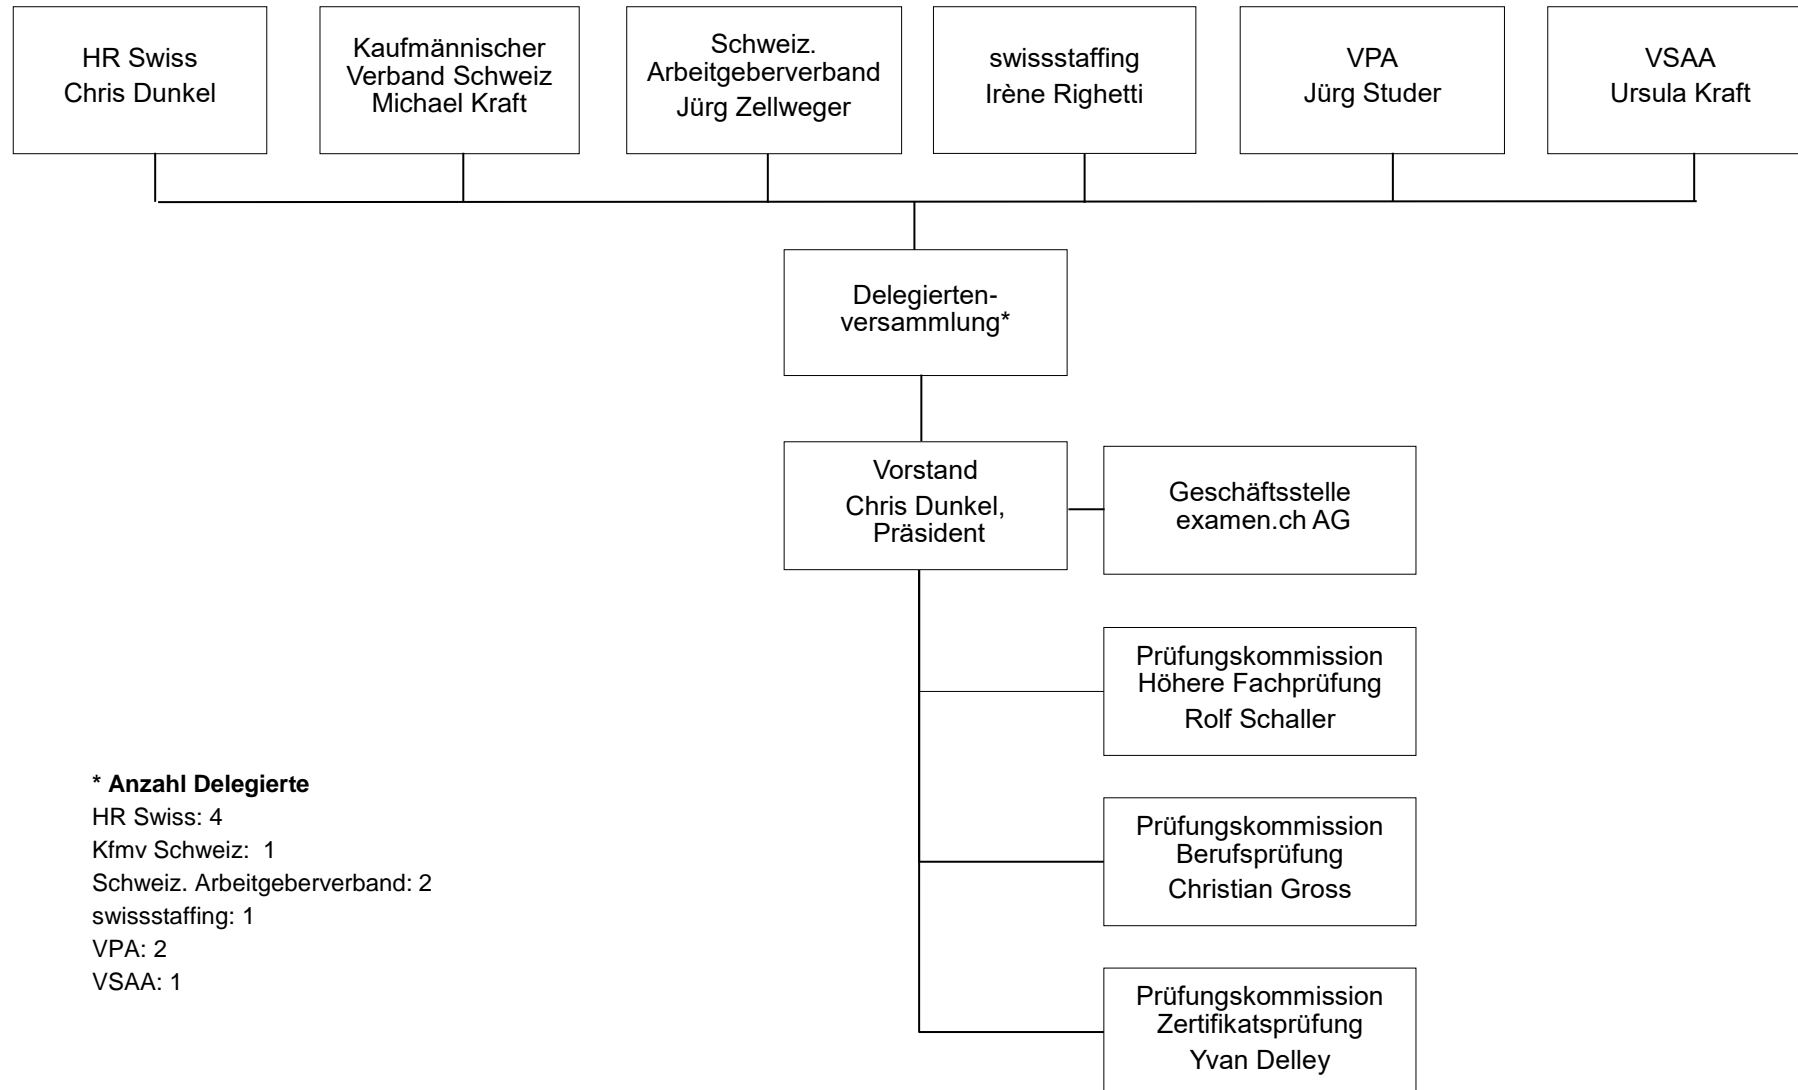 HR Swiss
Chris Dunkel
Kaufmännischer
Verband Schweiz
Michael Kraft
Schweiz.
Arbeitgeberverband
Jürg Zellweger
swissstaffing
Irène Righetti
VPA
Jürg Studer
VSAA
Ursula Kraft
Delegierten-
versammlung*
Vorstand
Chris Dunkel,
Präsident
Geschäftsstelle
examen.ch AG
Prüfungskommission
Höhere Fachprüfung
Rolf Schaller
Prüfungskommission
Berufsprüfung
Christian Gross
Prüfungskommission
Zertifikatsprüfung
Yvan Delley
* Anzahl Delegierte
HR Swiss: 4
Kfmv Schweiz: 1
Schweiz. Arbeitgeberverband: 2
swissstaffing: 1
VPA: 2
VSAA: 1